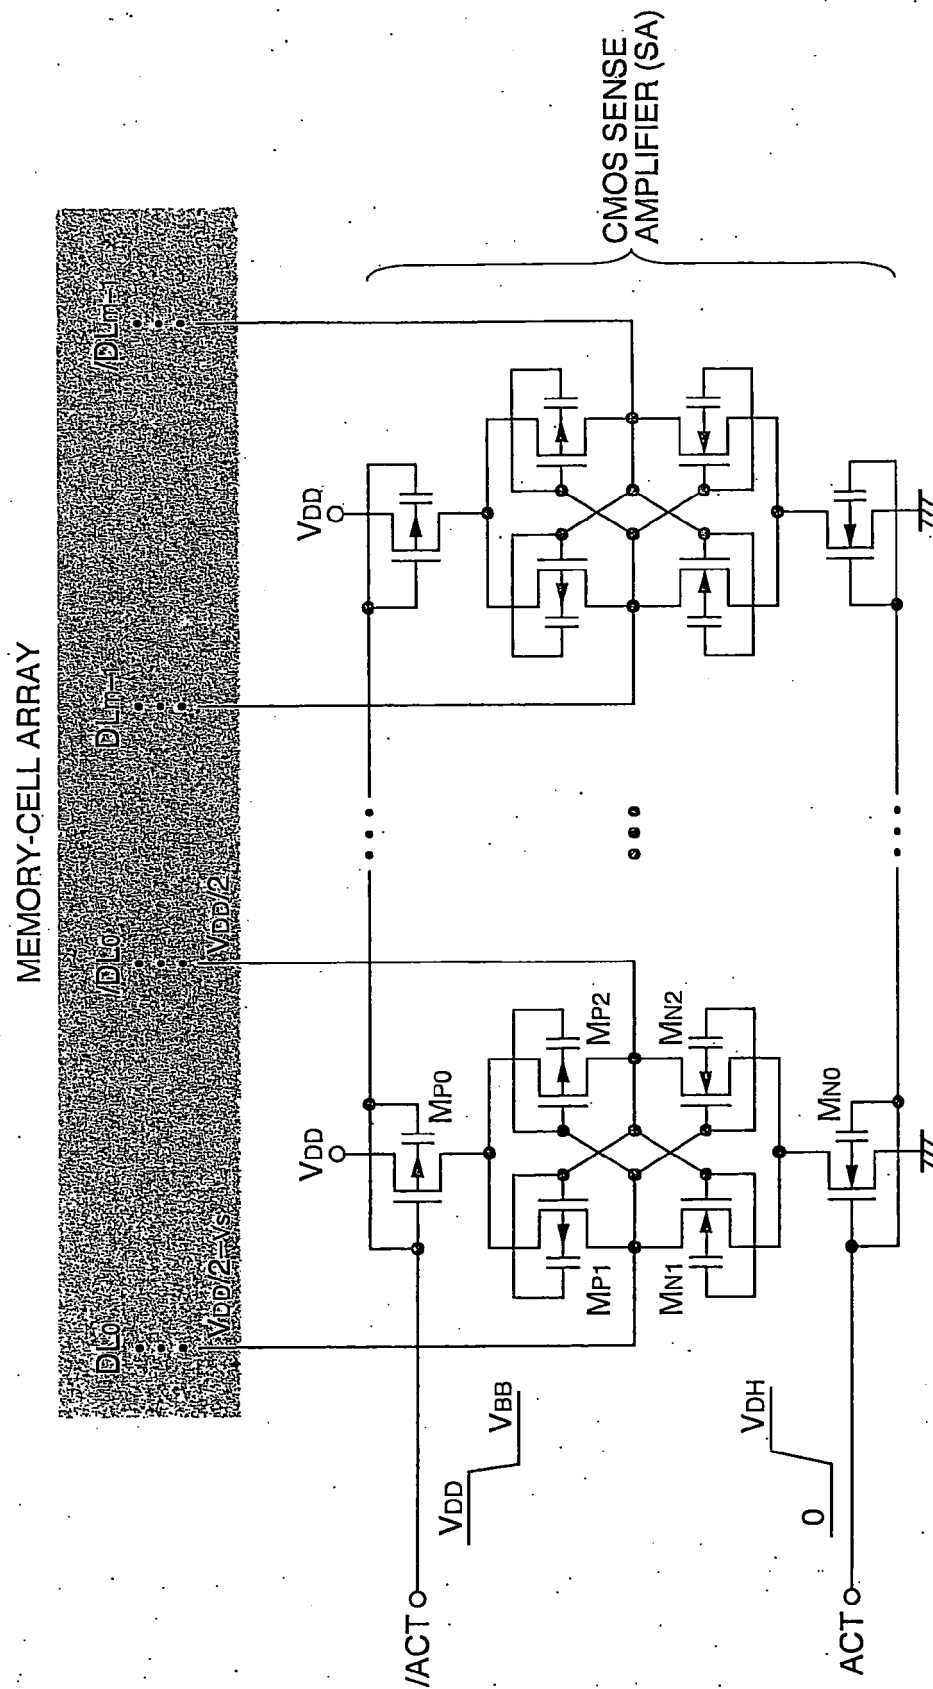 MEMORY-CELL ARRAY
DL0
/DL0
DLm–1
/DLm–1
VDD/2–vs
VDD/2
VDD
VDD
MP0
MP1
MP2
MN1
MN2
MN0
CMOS SENSE
AMPLIFIER (SA)
VDD
VBB
/ACT
0
VDH
ACT